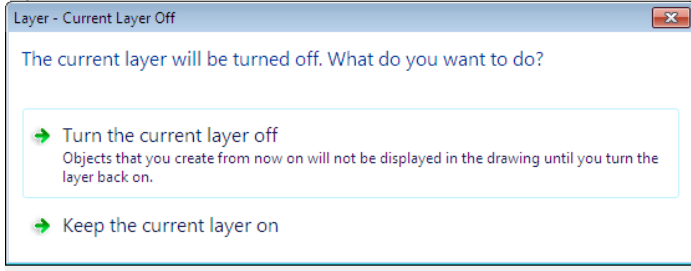 Layer - Current Layer Off
The current layer will be turned off. What do you want to do?
Turn the current layer off
Objects that you create from now on will not be displayed in the drawing until you turn the
layer back on.
Keep the current layer on